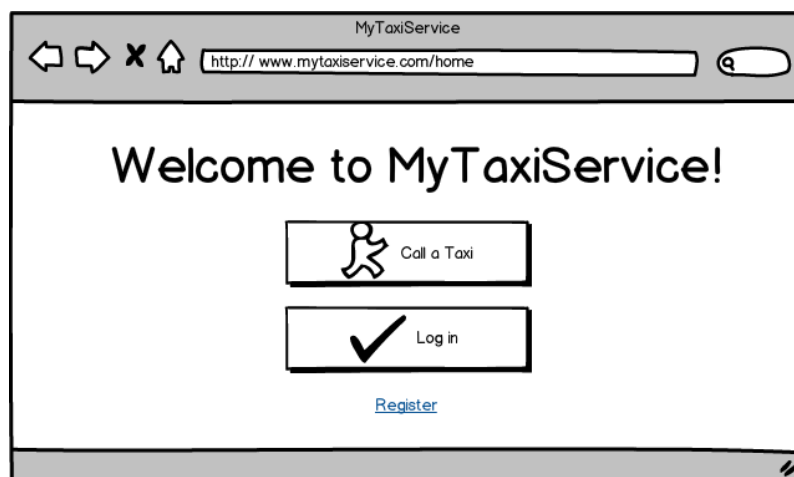 MyTaxiService
http:// www.mytaxiservice.com/home
Welcome to MyTaxiService!
Call a Taxi
Log in
Register